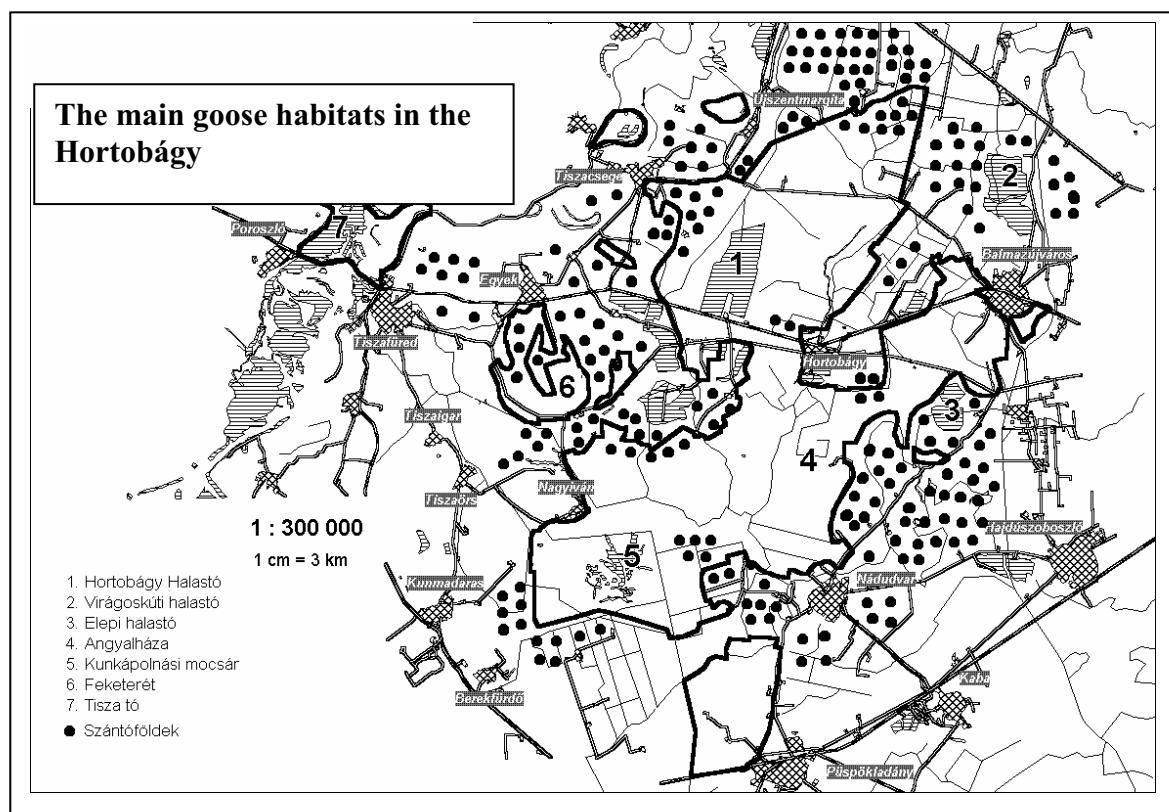 The main goose habitats in the
Hortobágy
Újszentmargita
Tiszacsege
2
7
Poroszló
1
Balmazújváros
Egyek
Tiszafüred
Hortobágy
6
3
Tiszaigar
4
Nagyiván
Tiszaörs
1 : 300 000
1 cm = 3 km
Hajdúszoboszló
5
Kunmadaras
Nádudvar
1. Hortobágy Halastó
2. Virágoskúti halastó
3. Elepi halastó
4. Angyalháza
5. Kunkápolnási mocsár
6. Feketerét
7. Tisza tó
Szántóföldek
Berekfürdő
Kaba
Püspökladány